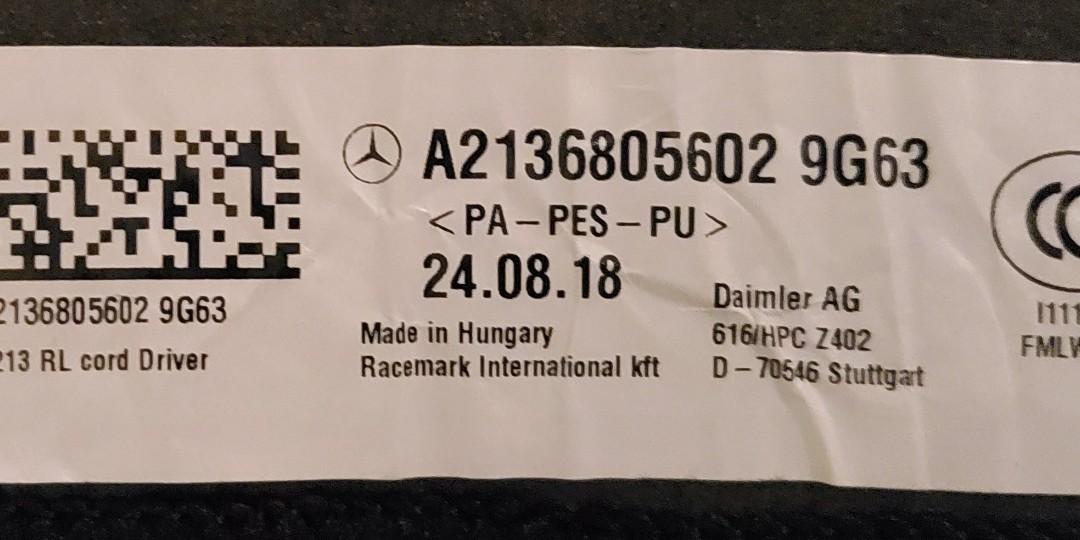 A2136805602 9G63
<PA-PES-PU>
24.08.18
2136805602 9G63
213 RL cord Driver
Made in Hungary
Racemark International kft
Daimler AG
616/HPC Z402
D-70546 Stuttgart